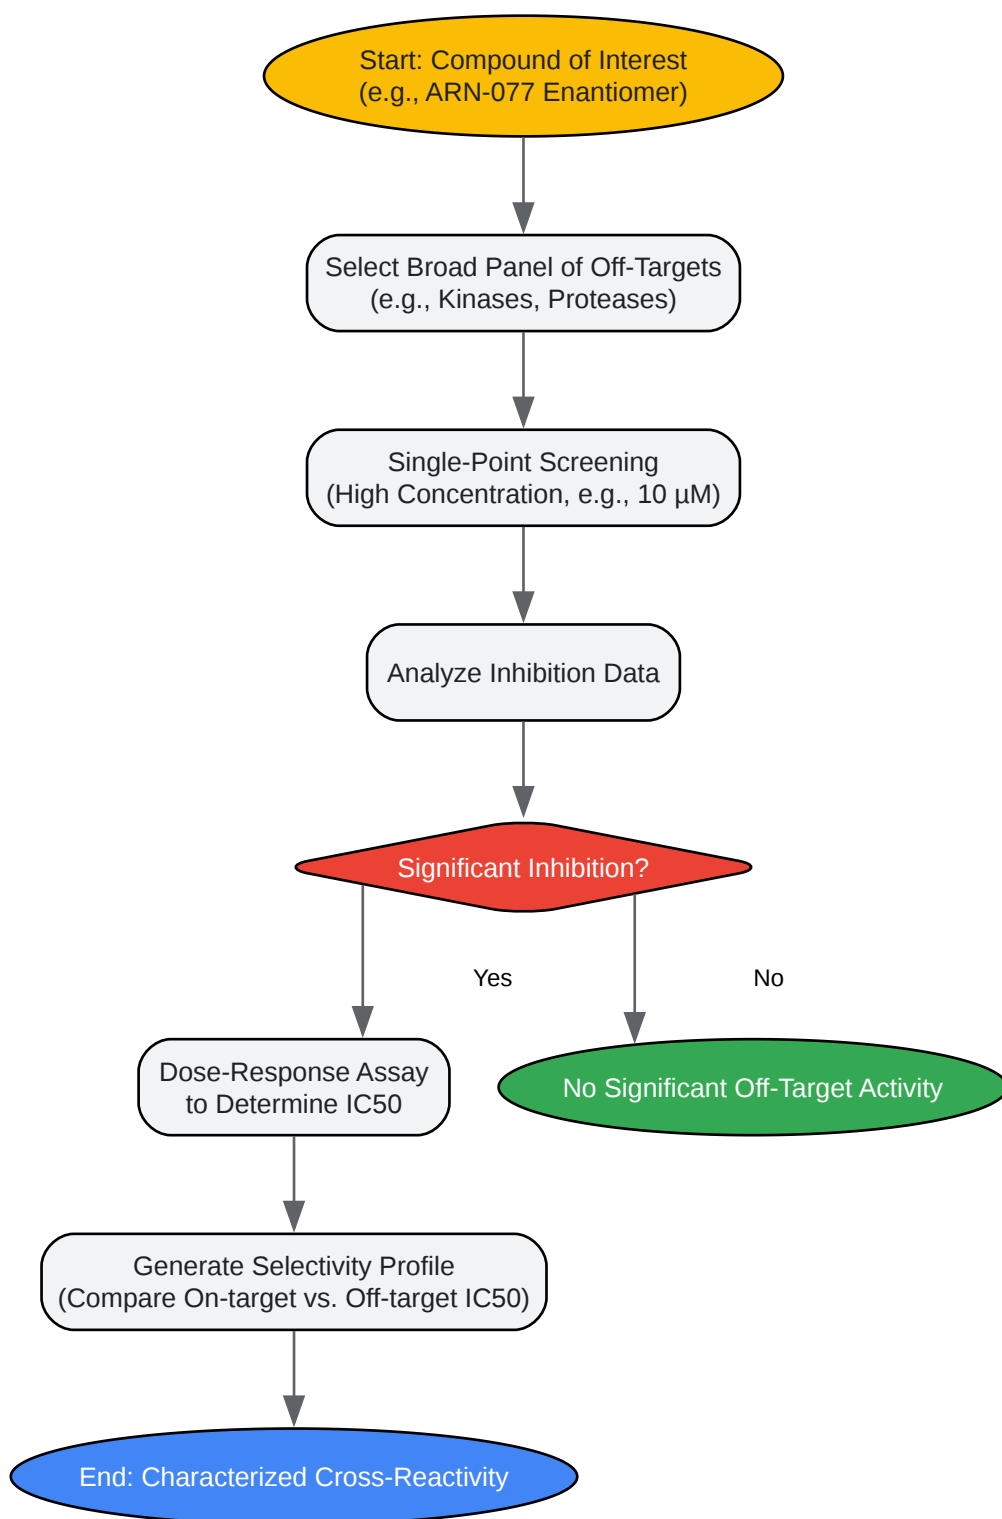 Start: Compound of Interest
(e.g., ARN-077 Enantiomer)
Select Broad Panel of Off-Targets
(e.g., Kinases, Proteases)
Single-Point Screening
(High Concentration, e.g., 10 µM)
Analyze Inhibition Data
Significant Inhibition?
Yes
No
Dose-Response Assay
to Determine IC50
No Significant Off-Target Activity
Generate Selectivity Profile
(Compare On-target vs. Off-target IC50)
End: Characterized Cross-Reactivity